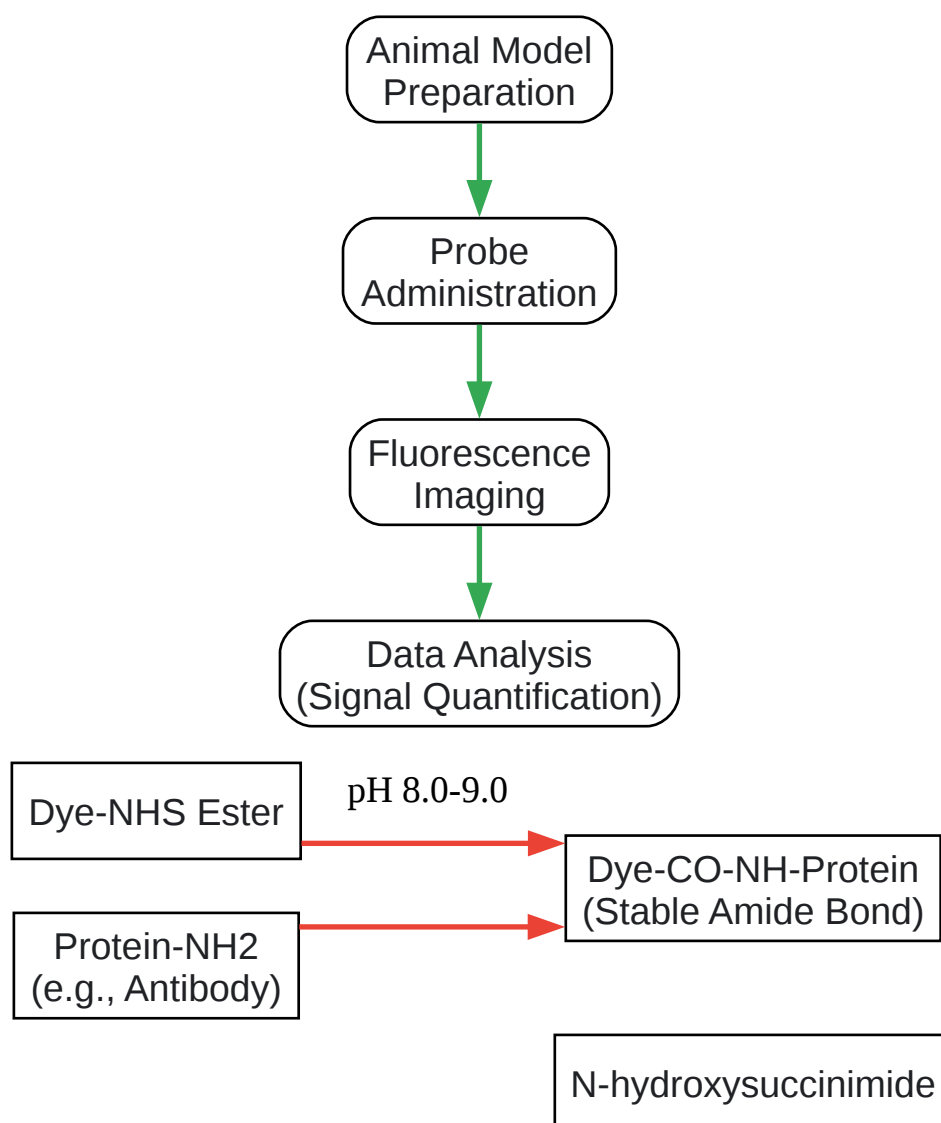 Animal Model
Preparation
Probe
Administration
Fluorescence
Imaging
Data Analysis
(Signal Quantification)
Dye-NHS Ester
pH 8.0-9.0
Dye-CO-NH-Protein
(Stable Amide Bond)
Protein-NH2
(e.g., Antibody)
N-hydroxysuccinimide